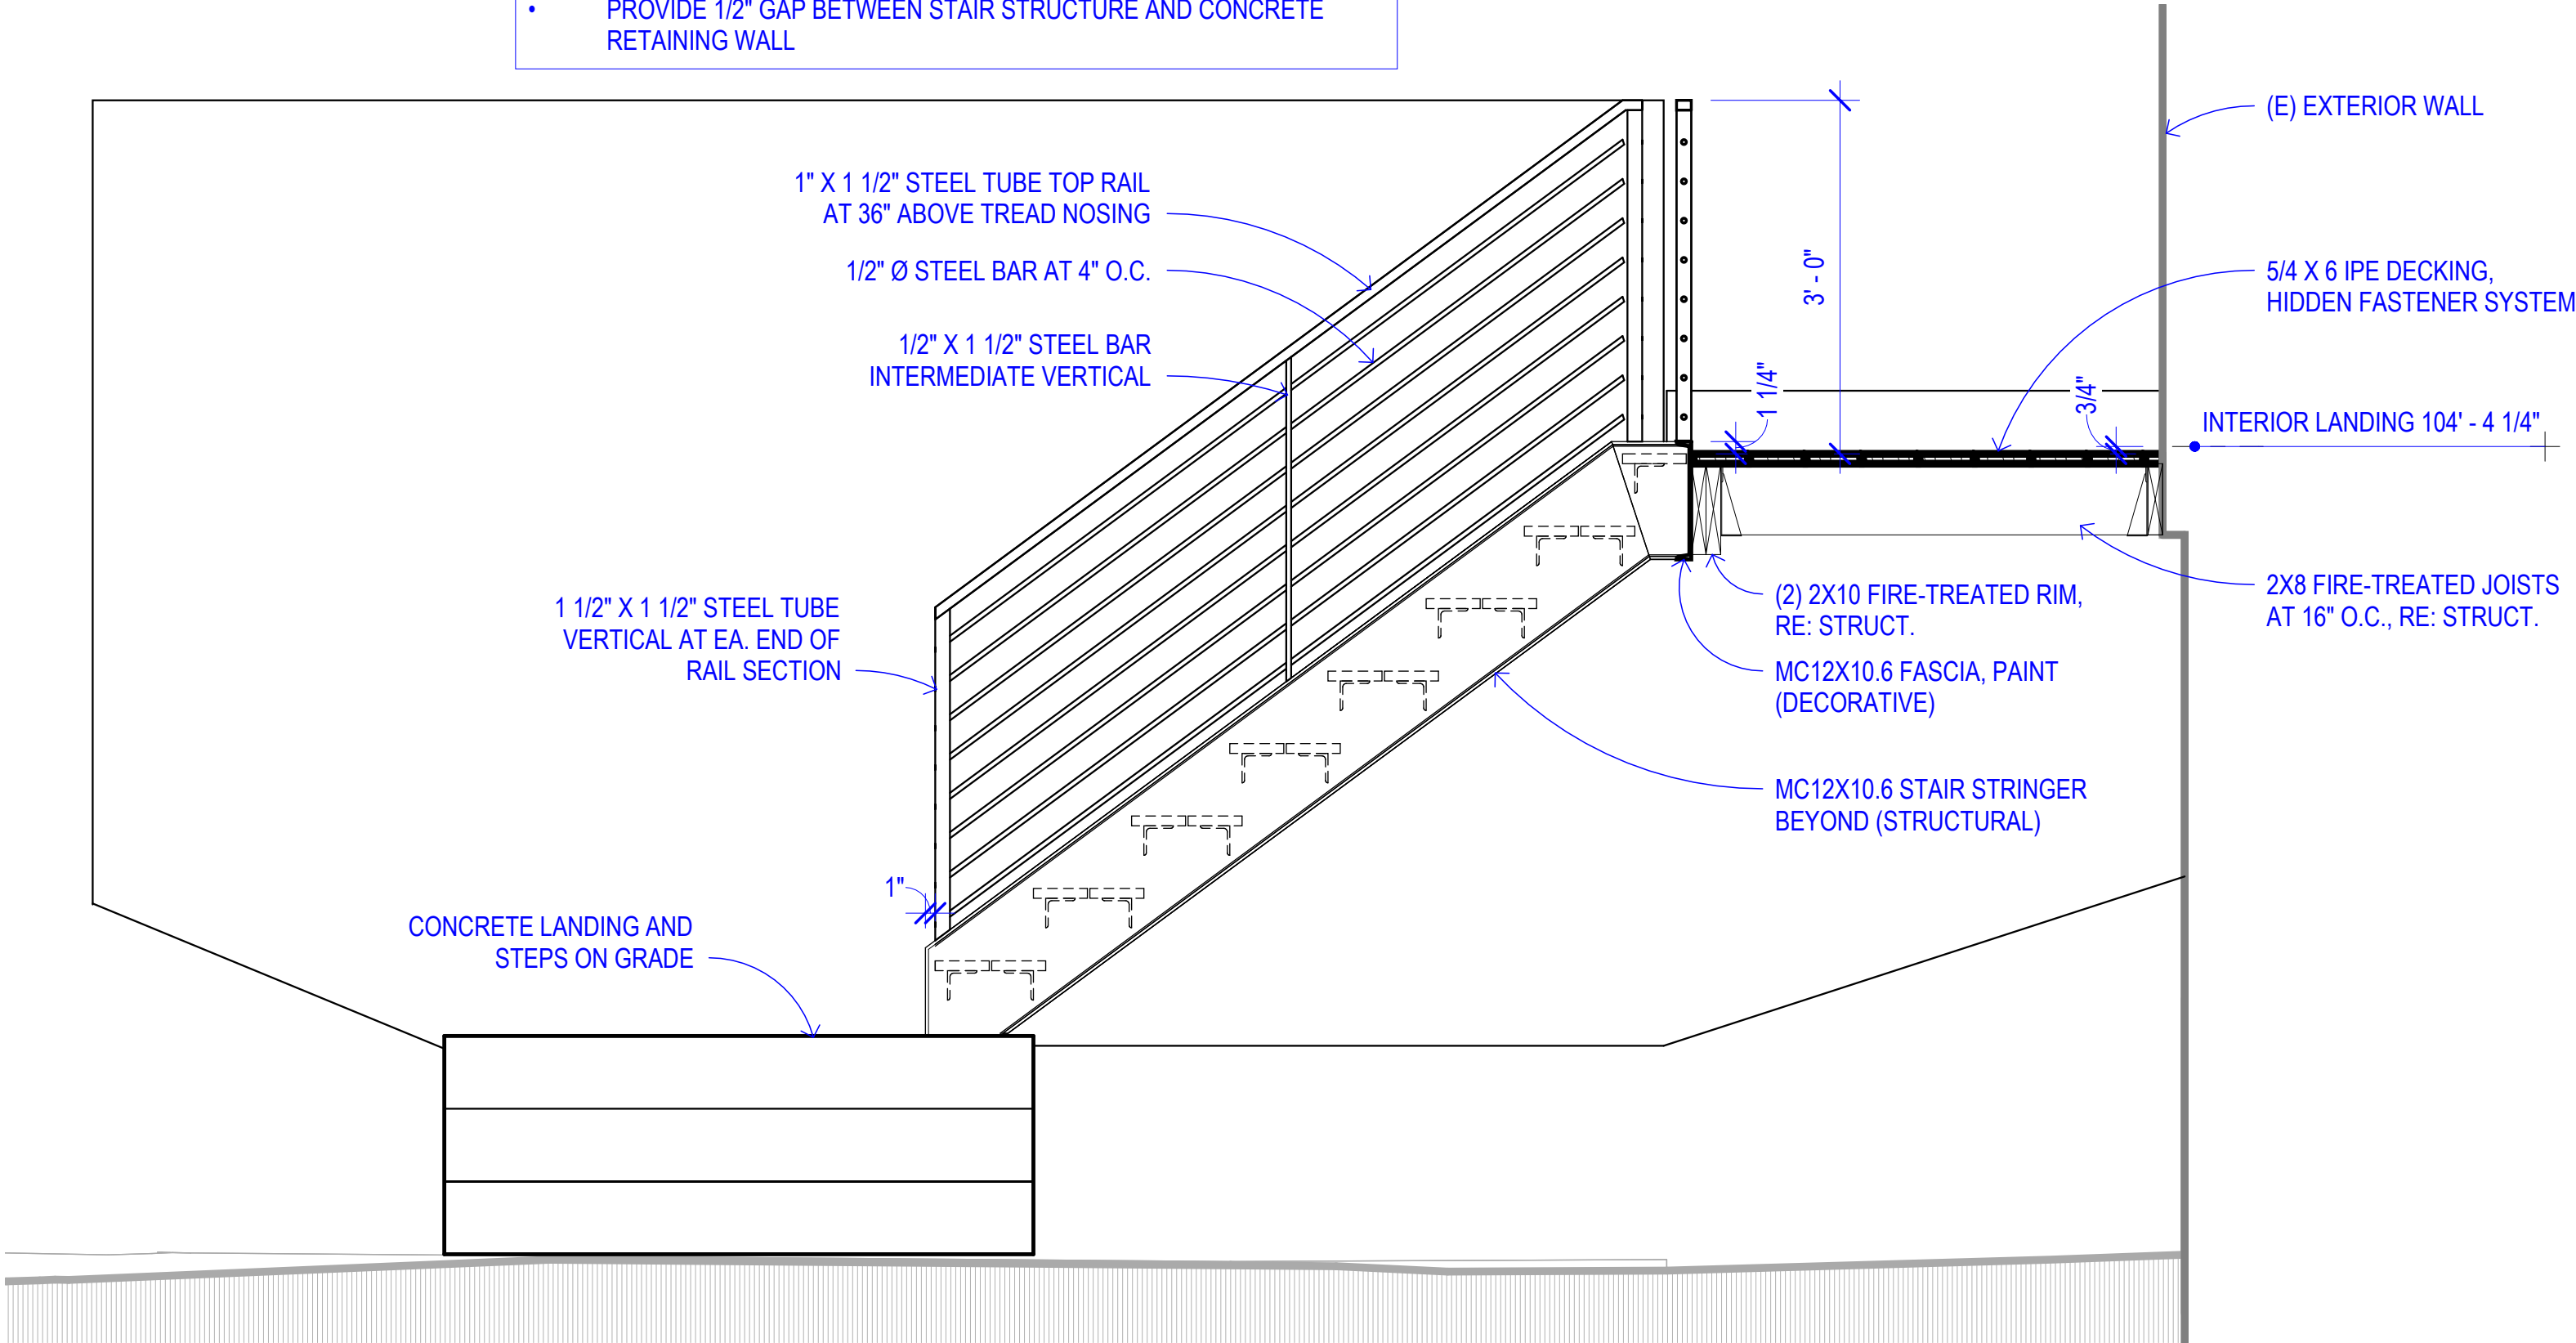 • PROVIDE 1/2" GAP BETWEEN STAIR STRUCTURE AND CONCRETE
RETAINING WALL
(E) EXTERIOR WALL
1" X 1 1/2" STEEL TUBE TOP RAIL
AT 36" ABOVE TREAD NOSING
1/2" Ø STEEL BAR AT 4" O.C.
1/2" X 1 1/2" STEEL BAR
INTERMEDIATE VERTICAL
3' - 0"
5/4 X 6 IPE DECKING,
HIDDEN FASTENER SYSTEM
1 1/4"
3/4"
INTERIOR LANDING 104' - 4 1/4"
1 1/2" X 1 1/2" STEEL TUBE
VERTICAL AT EA. END OF
RAIL SECTION
(2) 2X10 FIRE-TREATED RIM,
RE: STRUCT.
2X8 FIRE-TREATED JOISTS
AT 16" O.C., RE: STRUCT.
MC12X10.6 FASCIA, PAINT
(DECORATIVE)
MC12X10.6 STAIR STRINGER
BEYOND (STRUCTURAL)
1"
CONCRETE LANDING AND
STEPS ON GRADE